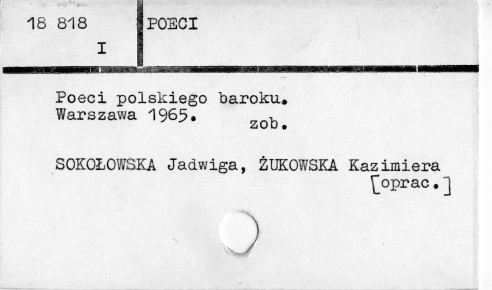 18 818 POECI
I
Poeci polskiego baroku.
Warszawa 1965.
zob.
SOKOŁOWSKA Jadwiga, ŻUKOWSKA Kazimiera
[oprac.]